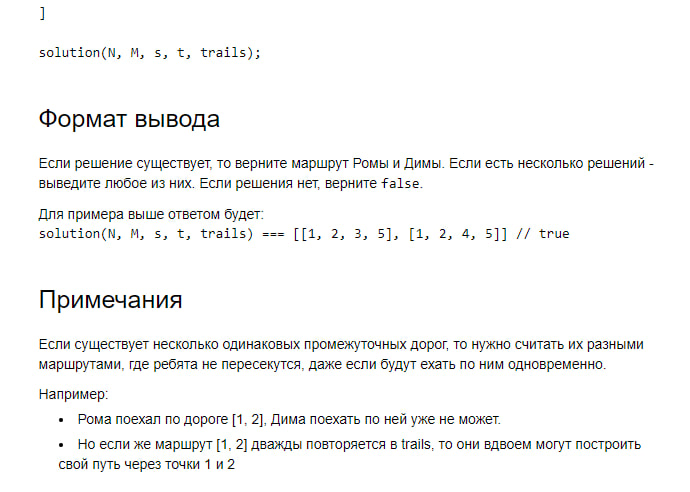 ]
solution(N, M, s, t, trails);
Формат вывода
Если решение существует, то верните маршрут Ромы и Димы. Если есть несколько решений -
выведите любое из них. Если решения нет, верните false.
Для примера выше ответом будет:
solution(N, M, s, t, trails) === [[1, 2, 3, 5], [1, 2, 4, 5]] // true
Примечания
Если существует несколько одинаковых промежуточных дорог, то нужно считать их разными
маршрутами, где ребята не пересекутся, даже если будут ехать по ним одновременно.
Например:
• Рома поехал по дороге [1, 2], Дима поехать по ней уже не может.
• Но если же маршрут [1, 2] дважды повторяется в trails, то они вдвоем могут построить
свой путь через точки 1 и 2